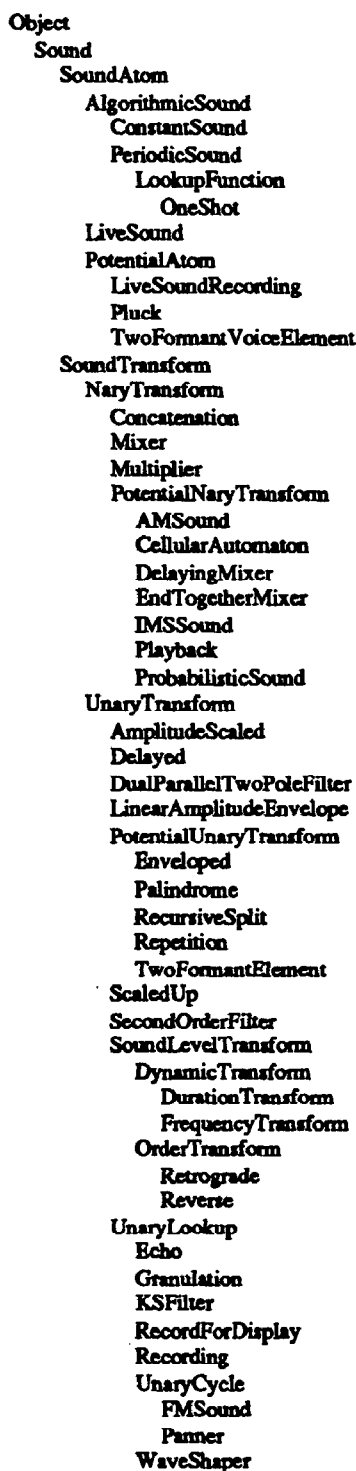 Object
Sound
SoundAtom
AlgorithmicSound
ConstantSound
PeriodicSound
LookupFunction
OneShot
LiveSound
PotentialAtom
LiveSoundRecording
Pluck
TwoFormantVoiceElement
SoundTransform
NaryTransform
Concatenation
Mixer
Multiplier
PotentialNaryTransform
AMSound
CellularAutomaton
DelayingMixer
EndTogetherMixer
IMSSound
Playback
ProbabilisticSound
UnaryTransform
AmplitudeScaled
Delayed
DualParallelTwoPoleFilter
LinearAmplitudeEnvelope
PotentialUnaryTransform
Enveloped
Palindrome
RecursiveSplit
Repetition
TwoFormantElement
ScaledUp
SecondOrderFilter
SoundLevelTransform
DynamicTransform
DurationTransform
FrequencyTransform
OrderTransform
Retrograde
Reverse
UnaryLookup
Echo
Granulation
KSFilter
RecordForDisplay
Recording
UnaryCycle
FMSound
Panner
WaveShaper